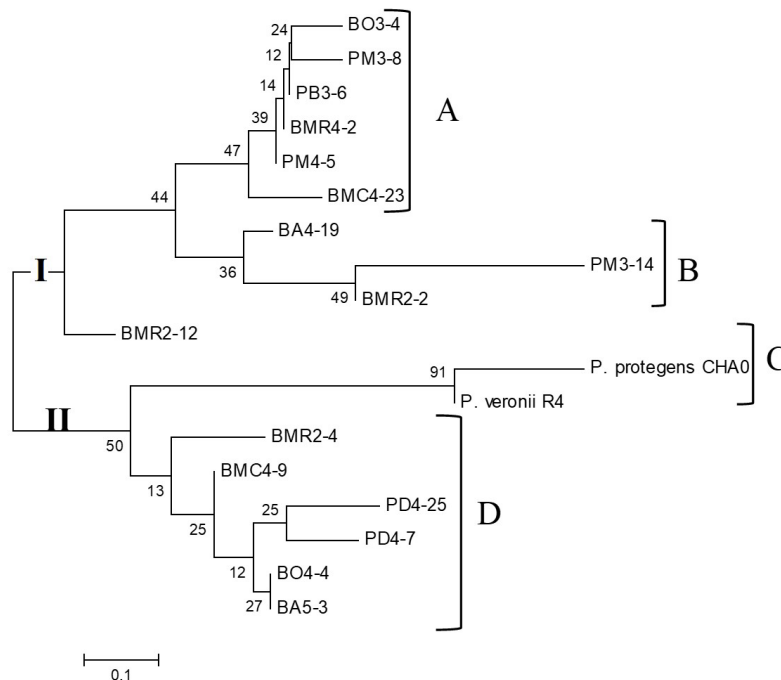 24
BO3-4
12
PM3-8
14
PB3-6
39
BMR4-2
A
47
PM4-5
44
BMC4-23
BA4-19
I
36
PM3-14
B
49
BMR2-2
BMR2-12
91
P. protegens CHA0
C
P. veronii R4
II
50
BMR2-4
13
BMC4-9
25
25
PD4-25
D
PD4-7
12
BO4-4
27
BA5-3
0.1